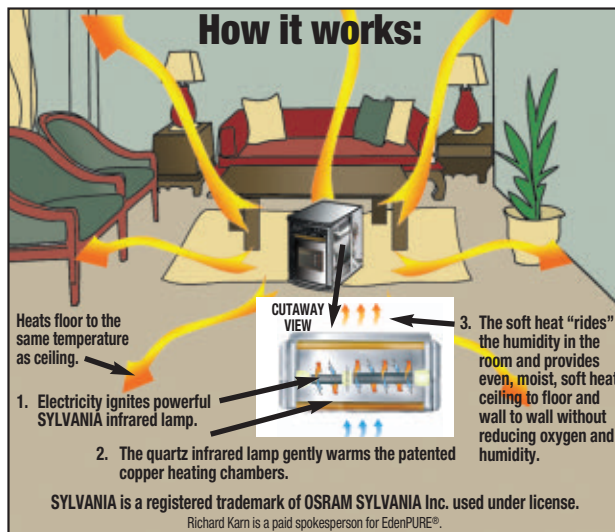 How it works:
Heats floor to the
same temperature
as ceiling.
CUTAWAY
VIEW
1. Electricity ignites powerful
SYLVANIA infrared lamp.
2. The quartz infrared lamp gently warms the patented
copper heating chambers.
3. The soft heat “rides”
the humidity in the
room and provides
even, moist, soft heat
ceiling to floor and
wall to wall without
reducing oxygen and
humidity.
SYLVANIA is a registered trademark of OSRAM SYLVANIA Inc. used under license.
Richard Karn is a paid spokesperson for EdenPURE®.